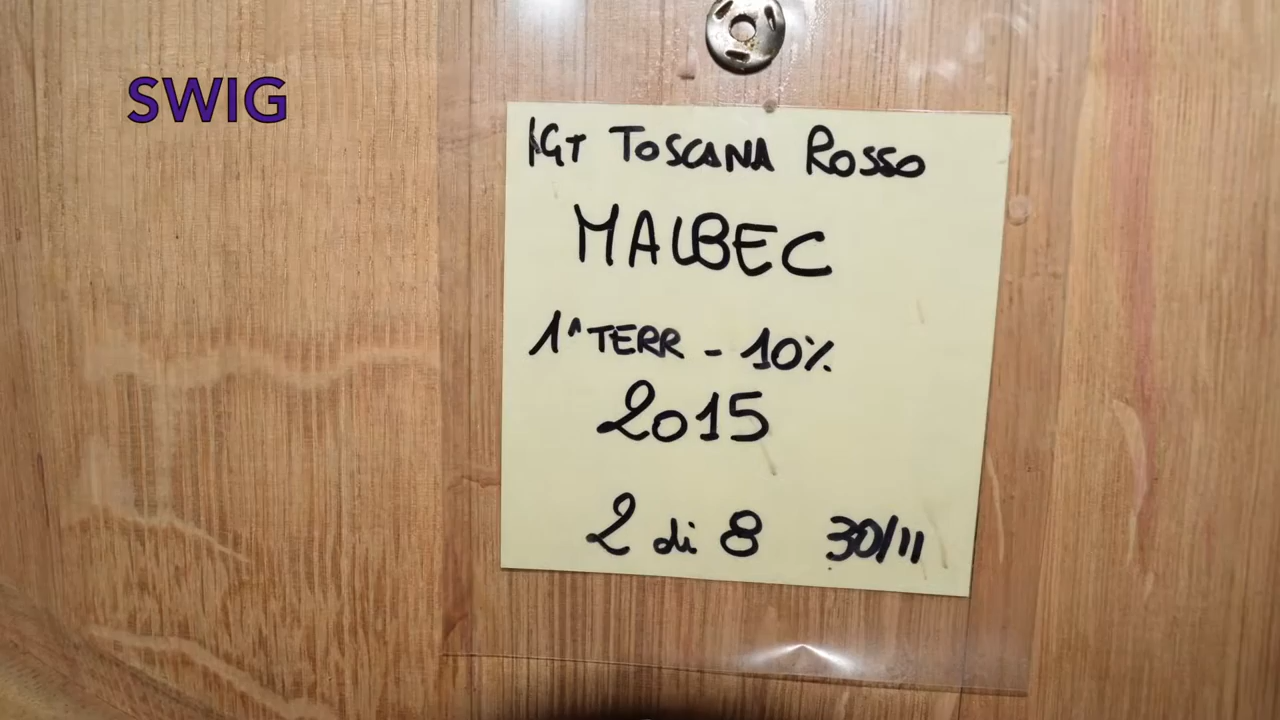 SWIG
IGT TOSCANA ROSSO
MALBEC
1^ TERR - 10%
2015
2 di 8 30/11